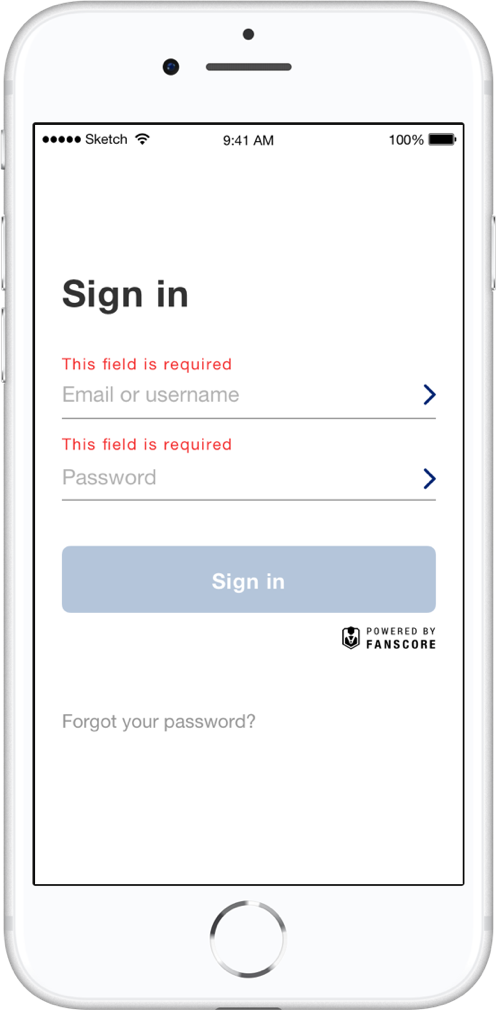 Sketch 9:41 AM 100%
Sign in
This field is required
Email or username
This field is required
Password
Sign in
POWERED BY
FANSCORE
Forgot your password?